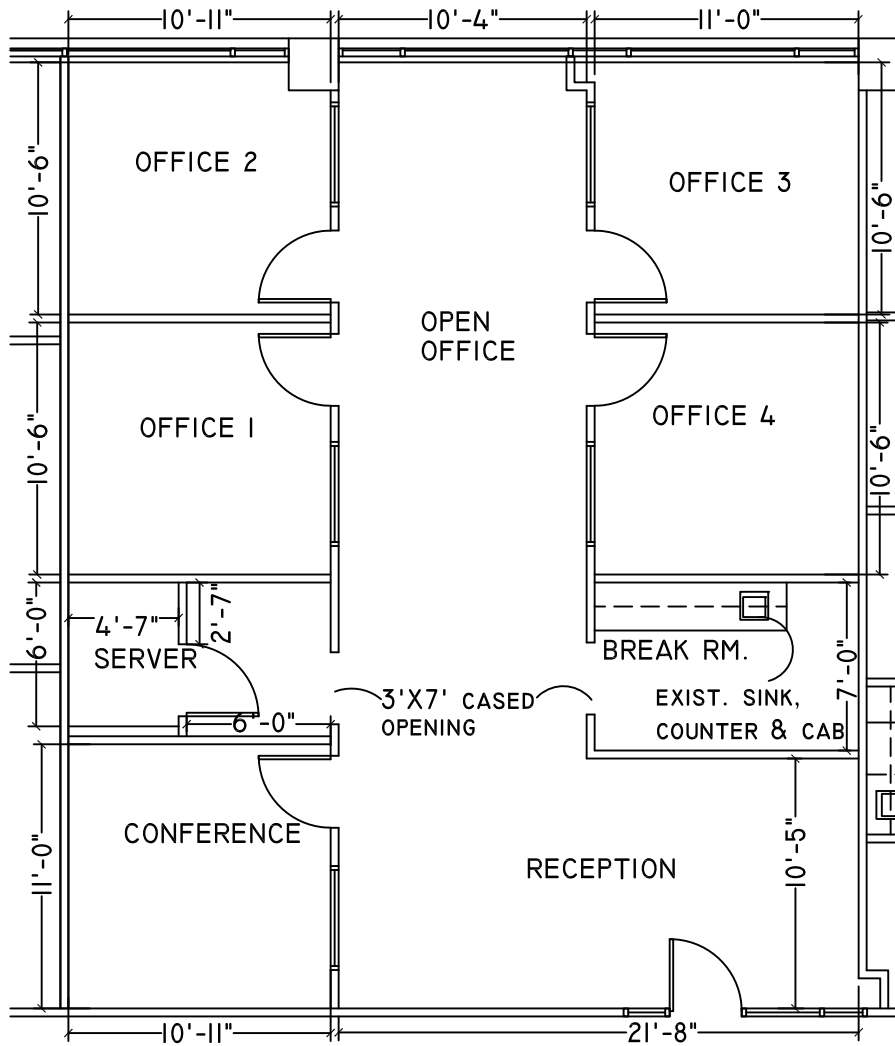 10'-11"
10'-4"
11'-0"
OFFICE 2
OFFICE 3
10'-6"
10'-6"
OPEN
OFFICE
OFFICE 1
OFFICE 4
10'-6"
10'-6"
6'-0"
4'-7"
2'-7"
SERVER
6'-0"
3'X7' CASED
OPENING
BREAK RM.
EXIST. SINK,
COUNTER & CAB
7'-0"
CONFERENCE
RECEPTION
11'-0"
10'-5"
10'-11"
21'-8"